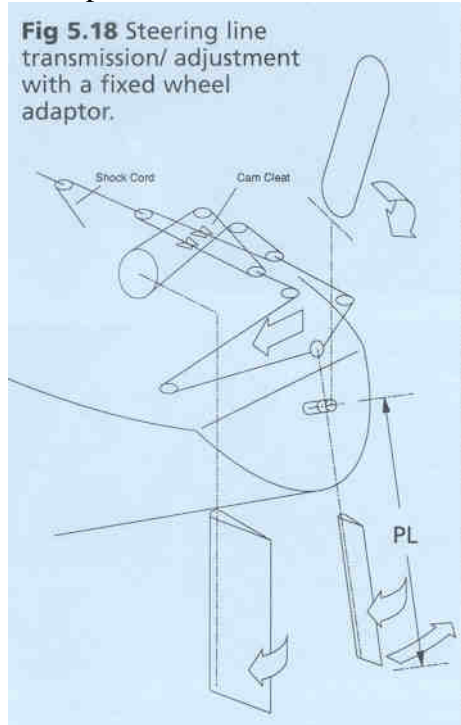 Fig 5.18 Steering line
transmission/ adjustment
with a fixed wheel
adaptor.
Shock Cord
Cam Cleat
PL